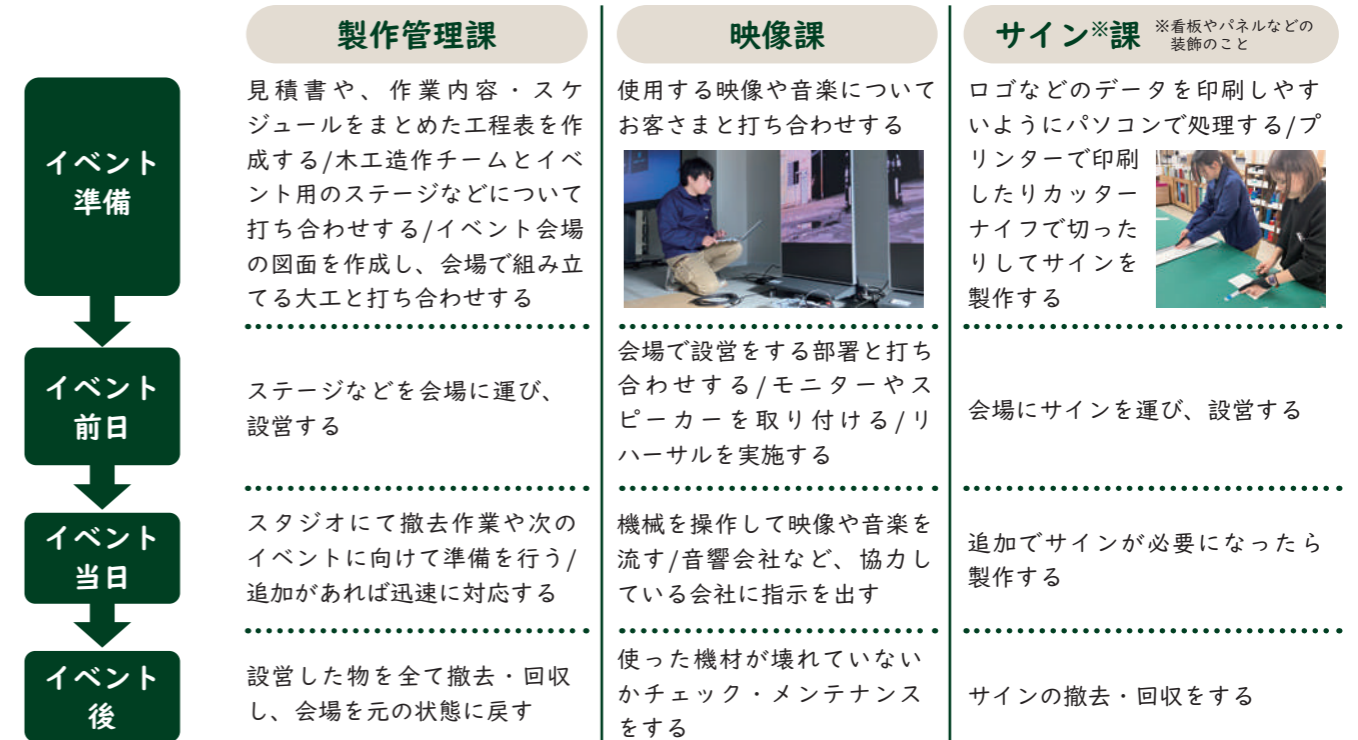 製作管理課
映像課
サイン※課
※看板やパネルなどの
装飾のこと
イベント
準備
見積書や、作業内容・スケ
ジュールをまとめた工程表を作
成する/木工造作チームとイベ
ント用のステージなどについて
打ち合わせする/イベント会場
の図面を作成し、会場で組み立
てる大工と打ち合わせする
使用する映像や音楽について
お客さまと打ち合わせする
ロゴなどのデータを印刷しやす
いようにパソコンで処理する/プ
リンターで印刷
したりカッター
ナイフで切った
りしてサインを
製作する
イベント
前日
ステージなどを会場に運び、
設営する
会場で設営をする部署と打ち
合わせする/モニターやス
ピーカーを取り付ける/リ
ハーサルを実施する
会場にサインを運び、設営する
イベント
当日
スタジオにて撤去作業や次の
イベントに向けて準備を行う/
追加があれば迅速に対応する
機械を操作して映像や音楽を
流す/音響会社など、協力し
ている会社に指示を出す
追加でサインが必要になったら
製作する
イベント
後
設営した物を全て撤去・回収
し、会場を元の状態に戻す
使った機材が壊れていない
かチェック・メンテナンス
をする
サインの撤去・回収をする